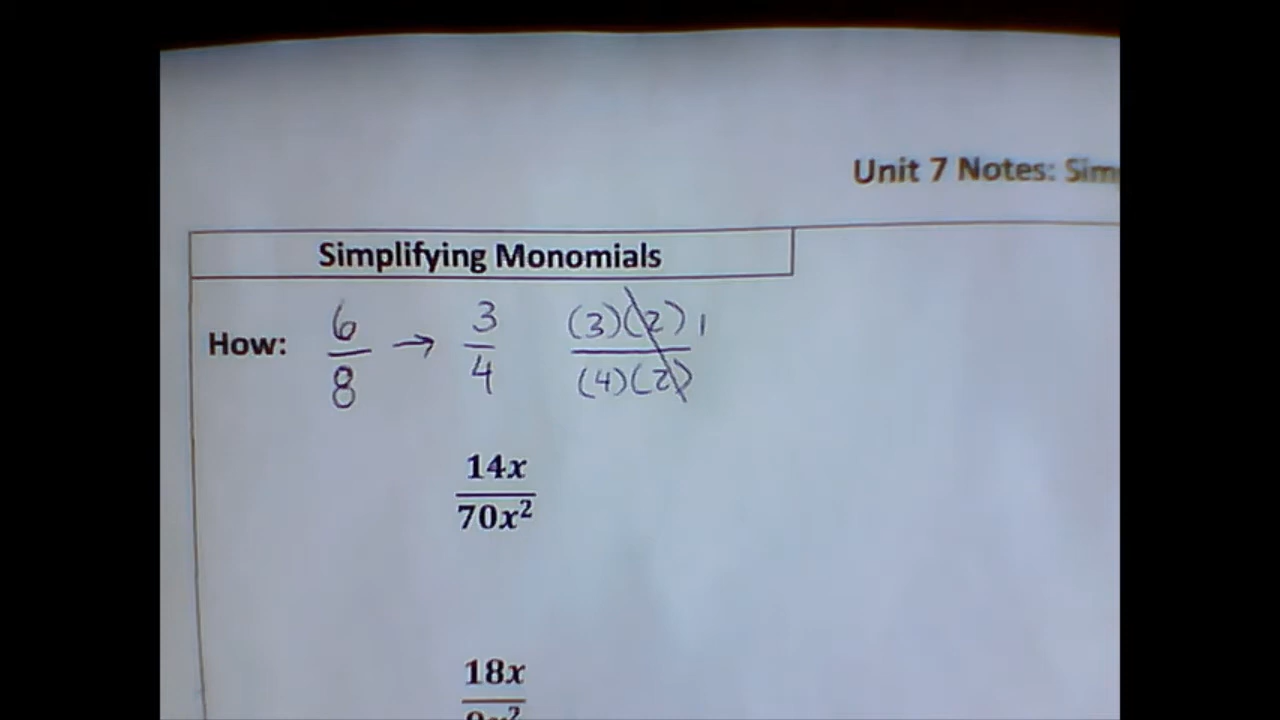 Unit 7 Notes: Sim
Simplifying Monomials
How: 6/8 → 3/4 (3)(2)/(4)(2) 1
14x
70x²
18x